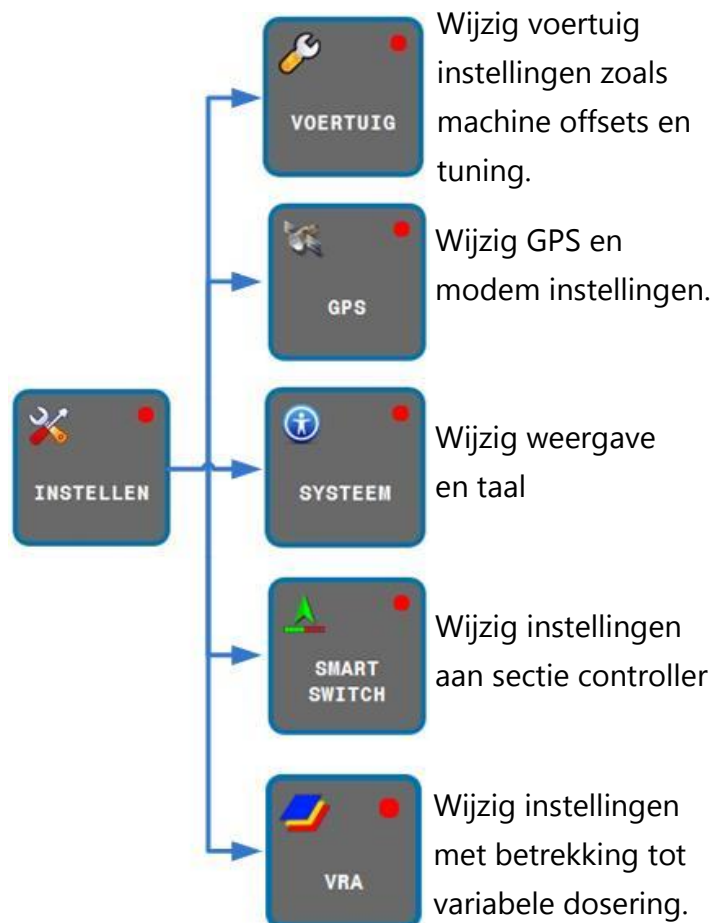 VOERTUIG
Wijzig voertuig
instellingen zoals
machine offsets en
tuning.
GPS
Wijzig GPS en
modem instellingen.
INSTELLEN
SYSTEEM
Wijzig weergave
en taal
SMART
SWITCH
Wijzig instellingen
aan sectie controller
VRA
Wijzig instellingen
met betrekking tot
variabele dosering.